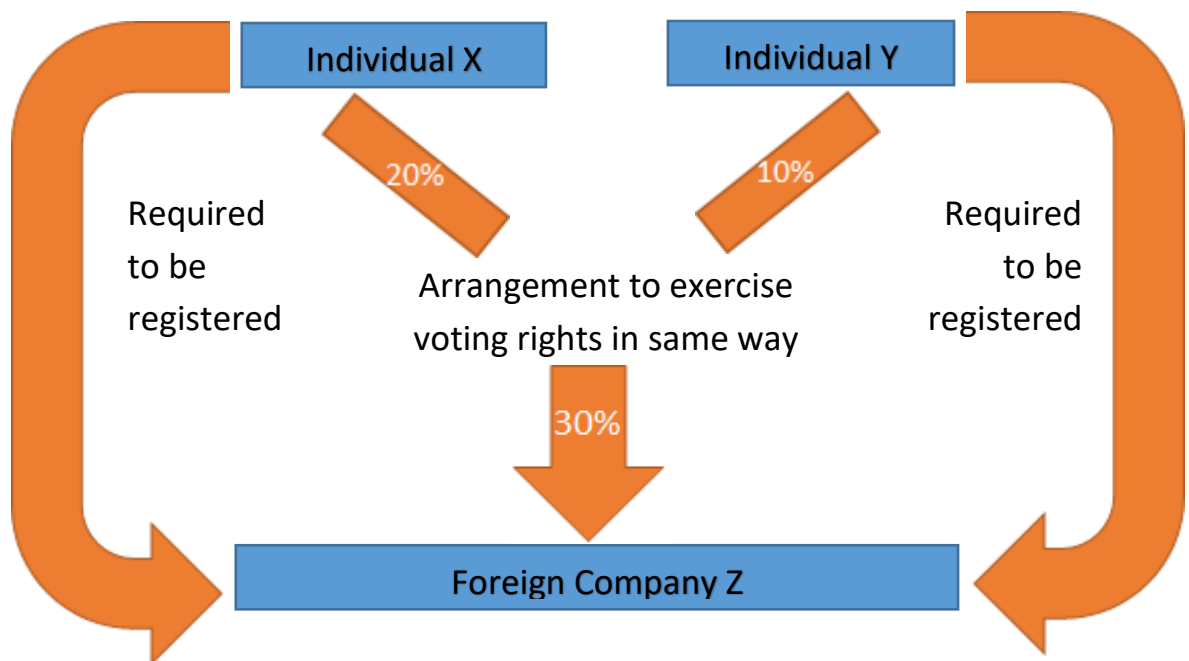 Individual X
Individual Y
20%
10%
Required
to be
registered
Required
to be
registered
Arrangement to exercise
voting rights in same way
30%
Foreign Company Z